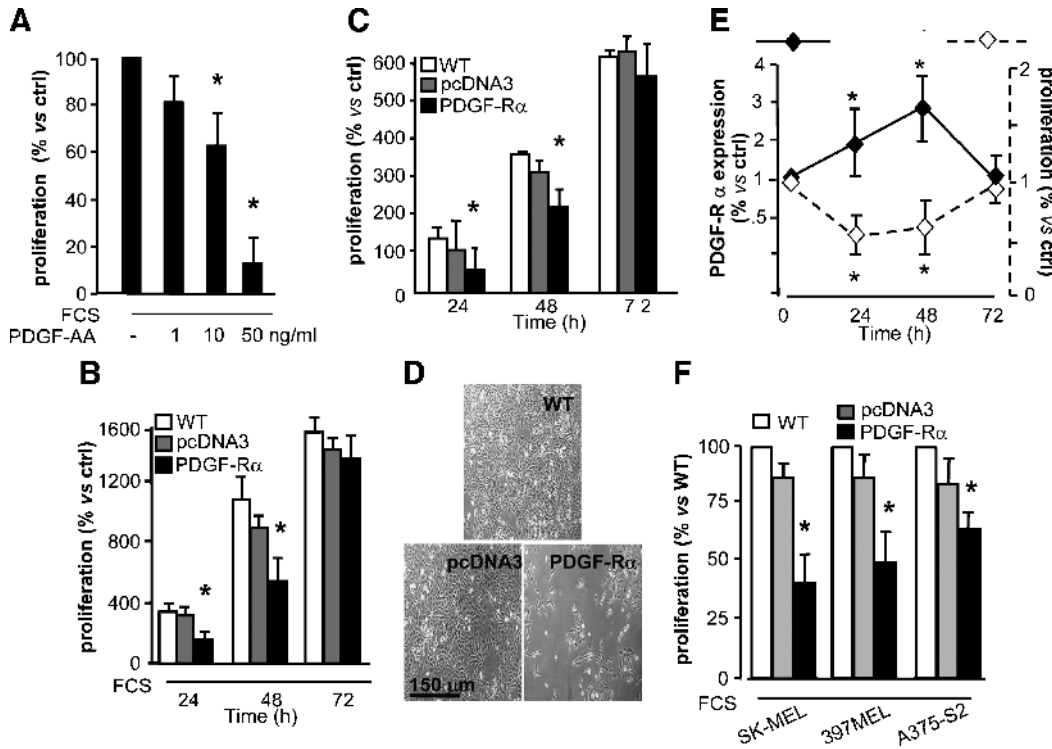 A
proliferation (% vs ctrl)
100
80
60
40
20
0
*
*
FCS
PDGF-AA - 1 10 50 ng/ml
B
WT
pcDNA3
PDGF-Rα
proliferation (% vs ctrl)
1600
1200
800
400
0
*
*
FCS
24 48 72
Time (h)
C
WT
pcDNA3
PDGF-Rα
proliferation (% vs ctrl)
600
400
300
200
100
0
*
*
24 48 7 2
Time (h)
D
WT
pcDNA3
PDGF-Rα
150 µm
E
PDGF-R α expression
(% vs ctrl)
4
3
2
1
.5
*
*
*
*
proliferation (% vs ctrl)
2
1
0
0 24 48 72
Time (h)
F
WT
pcDNA3
PDGF-Rα
proliferation (% vs WT)
100
75
50
25
0
*
*
*
FCS
SK-MEL 397MEL A375-S2